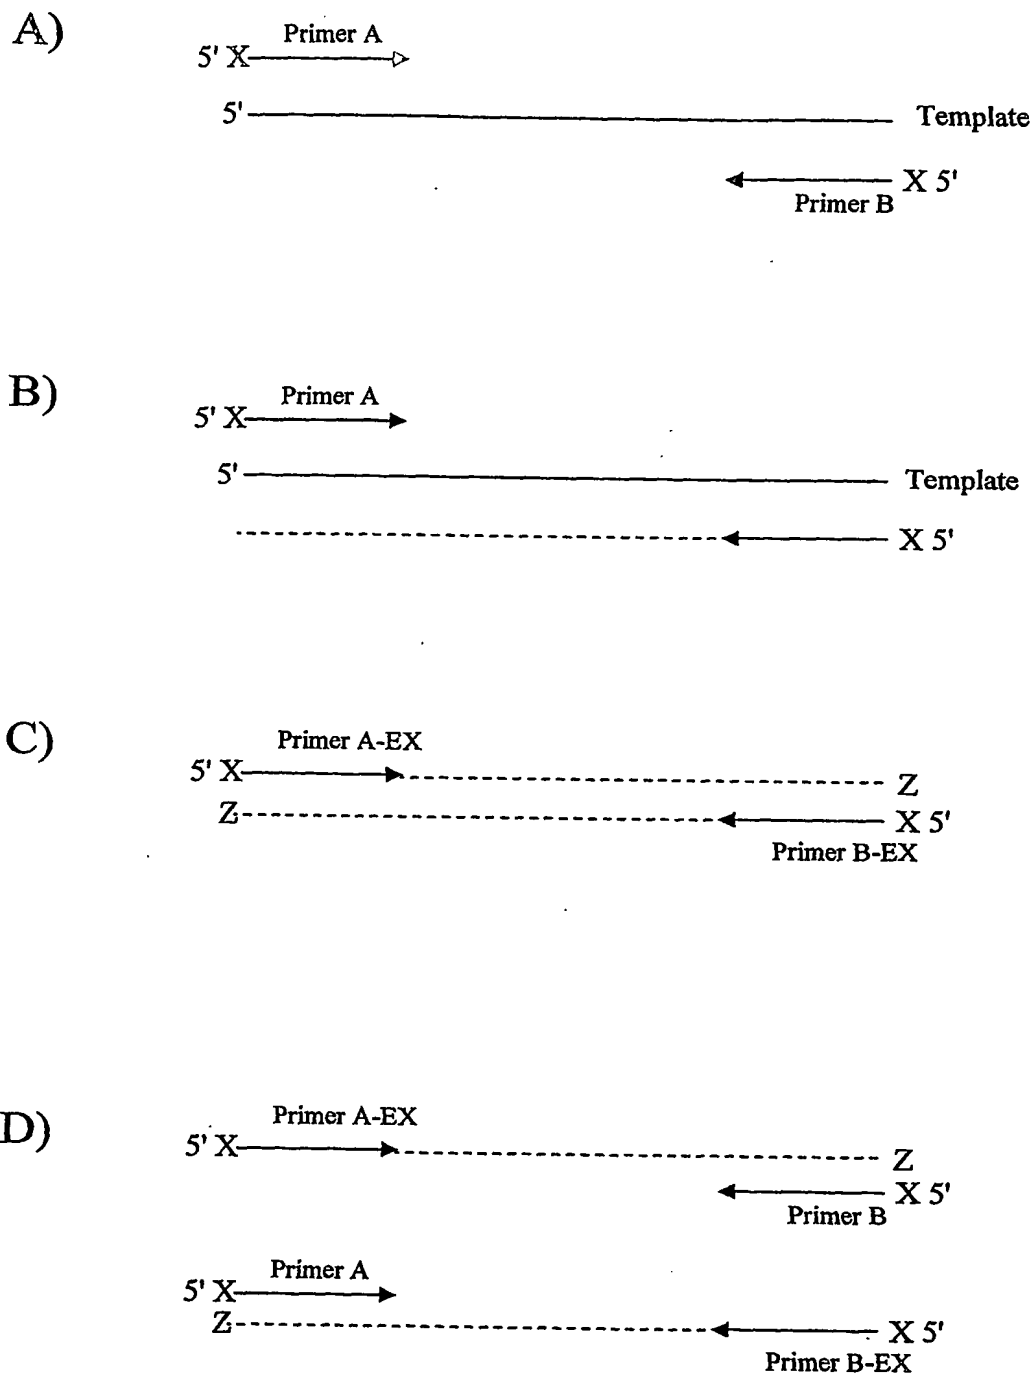 A)
Primer A
5' X
5'
Template
X 5'
Primer B
B)
Primer A
5' X
5'
Template
X 5'
C)
Primer A-EX
5' X
Z
Z
X 5'
Primer B-EX
D)
Primer A-EX
5' X
Z
X 5'
Primer B
Primer A
5' X
Z
X 5'
Primer B-EX